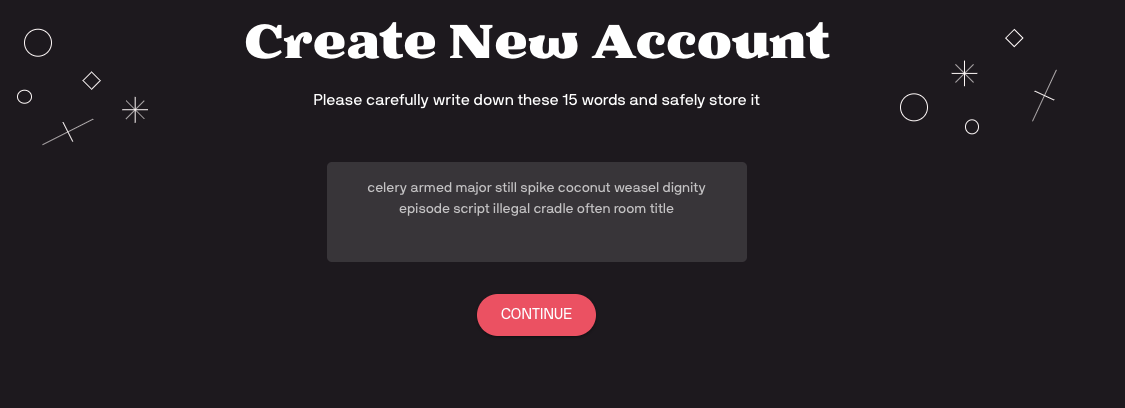 Create New Account
Please carefully write down these 15 words and safely store it
celery armed major still spike coconut weasel dignity
episode script illegal cradle often room title
CONTINUE